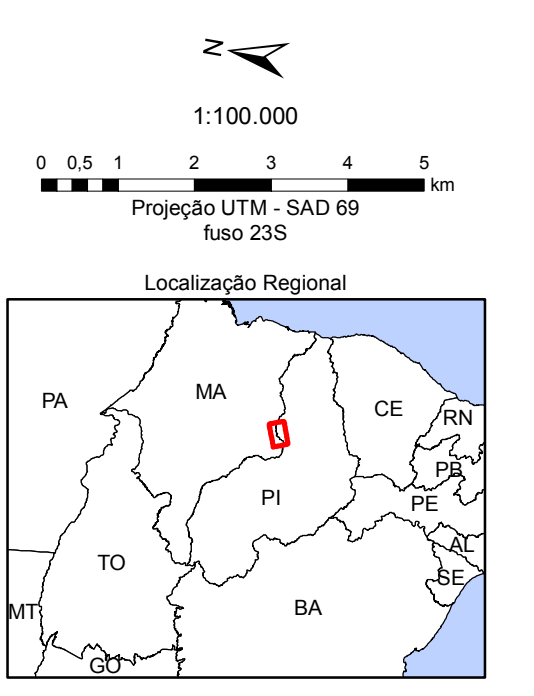 N
1:100.000
0 0,5 1 2 3 4 5
km
Projeção UTM - SAD 69
fuso 23S
Localização Regional
PA
MA
CE
RN
PB
PI
PE
AL
TO
SE
MT
BA
GO